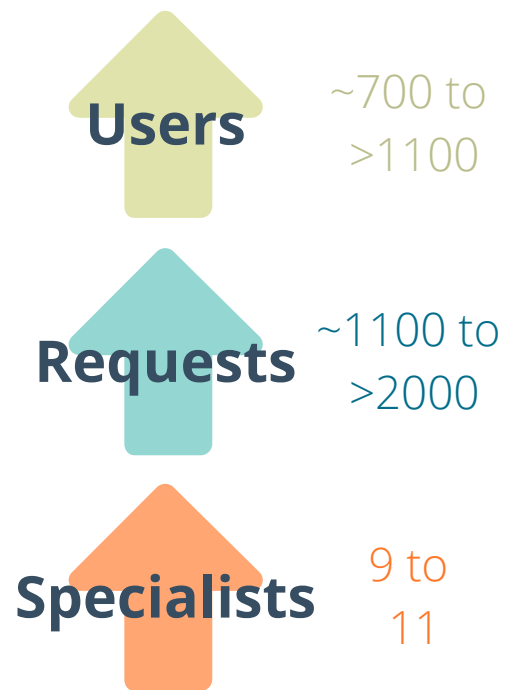 Users
~700 to
>1100
Requests
~1100 to
>2000
Specialists
9 to
11